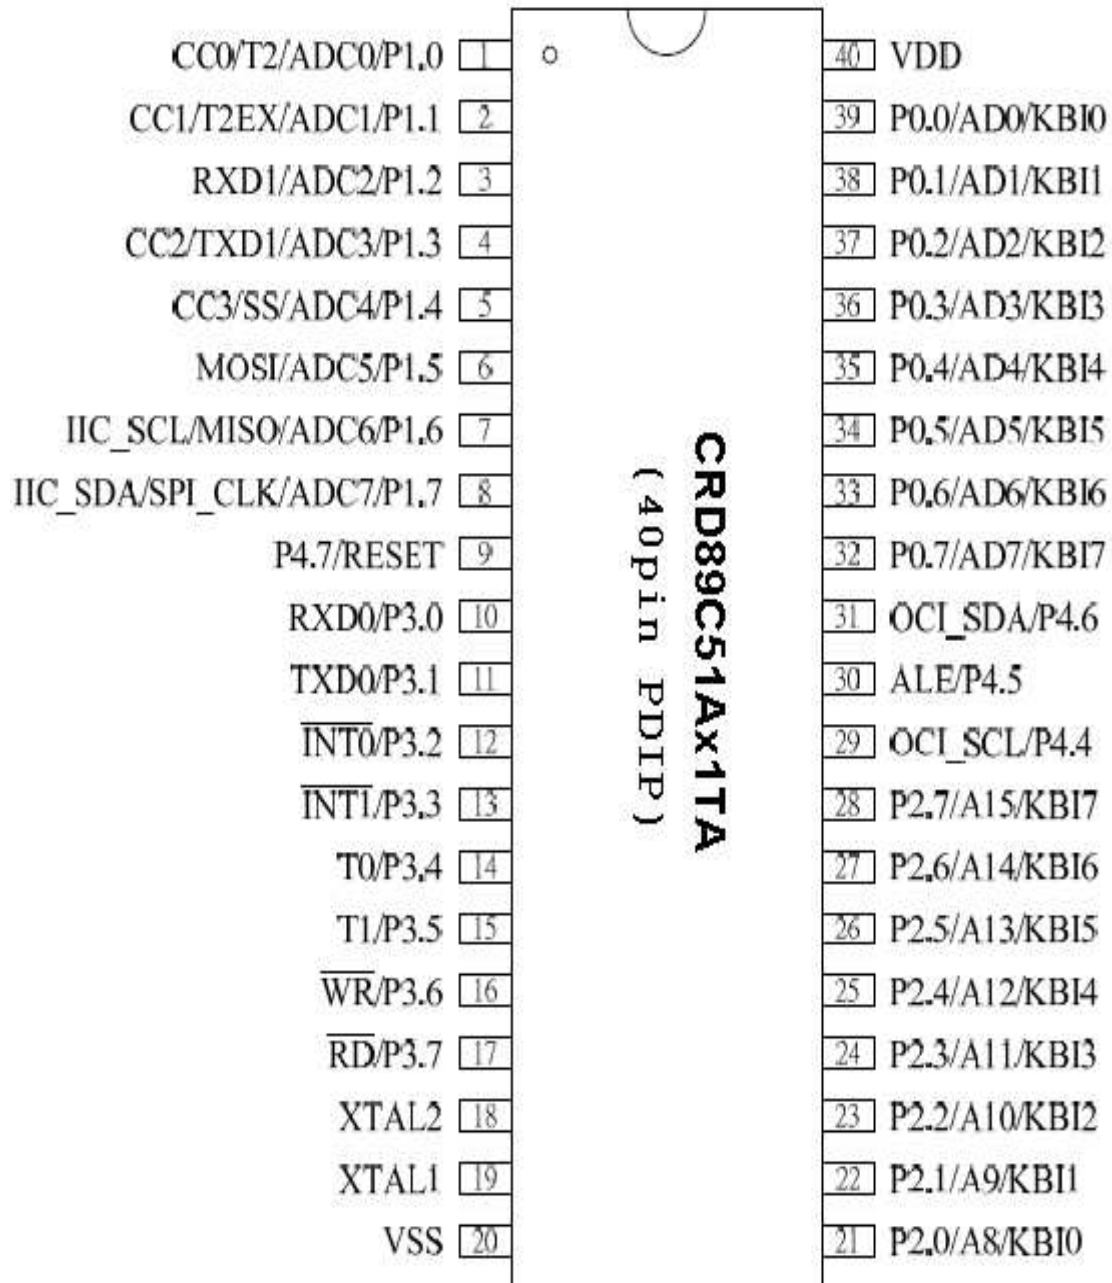 CC0/T2/ADC0/P1.0 1 40 VDD
CC1/T2EX/ADC1/P1.1 2 39 P0.0/AD0/KBI0
RXD1/ADC2/P1.2 3 38 P0.1/AD1/KBI1
CC2/TXD1/ADC3/P1.3 4 37 P0.2/AD2/KBI2
CC3/SS/ADC4/P1.4 5 36 P0.3/AD3/KBI3
MOSI/ADC5/P1.5 6 35 P0.4/AD4/KBI4
IIC_SCL/MISO/ADC6/P1.6 7 34 P0.5/AD5/KBI5
IIC_SDA/SPI_CLK/ADC7/P1.7 8 33 P0.6/AD6/KBI6
P4.7/RESET 9 32 P0.7/AD7/KBI7
RXD0/P3.0 10 31 OCI_SDA/P4.6
TXD0/P3.1 11 30 ALE/P4.5
INT0/P3.2 12 29 OCI_SCL/P4.4
INT1/P3.3 13 28 P2.7/A15/KBI7
T0/P3.4 14 27 P2.6/A14/KBI6
T1/P3.5 15 26 P2.5/A13/KBI5
WR/P3.6 16 25 P2.4/A12/KBI4
RD/P3.7 17 24 P2.3/A11/KBI3
XTAL2 18 23 P2.2/A10/KBI2
XTAL1 19 22 P2.1/A9/KBI1
VSS 20 21 P2.0/A8/KBI0
CRD89C51Ax1TA
(40pin PDIP)